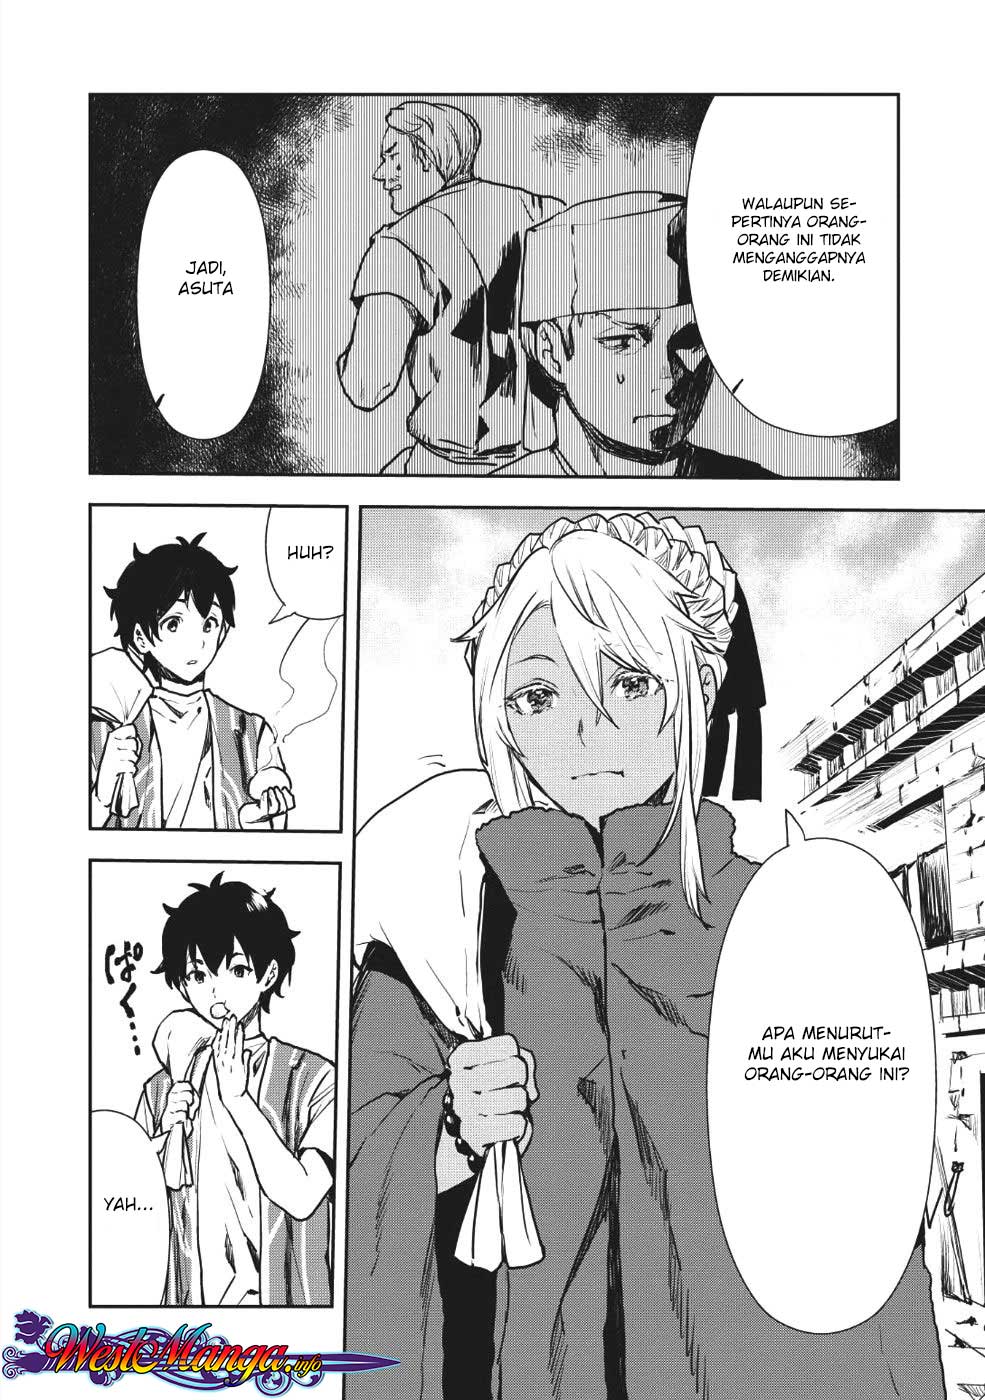 WALAUPUN SE-
PERTINYA ORANG-
ORANG INI TIDAK
MENGANGGAPNYA
DEMIKIAN.
JADI,
ASUTA
APA MENURUT-
MU AKU MENYUKAI
ORANG-ORANG INI?
HUH?
ぱく…
YAH...
WestManga.info